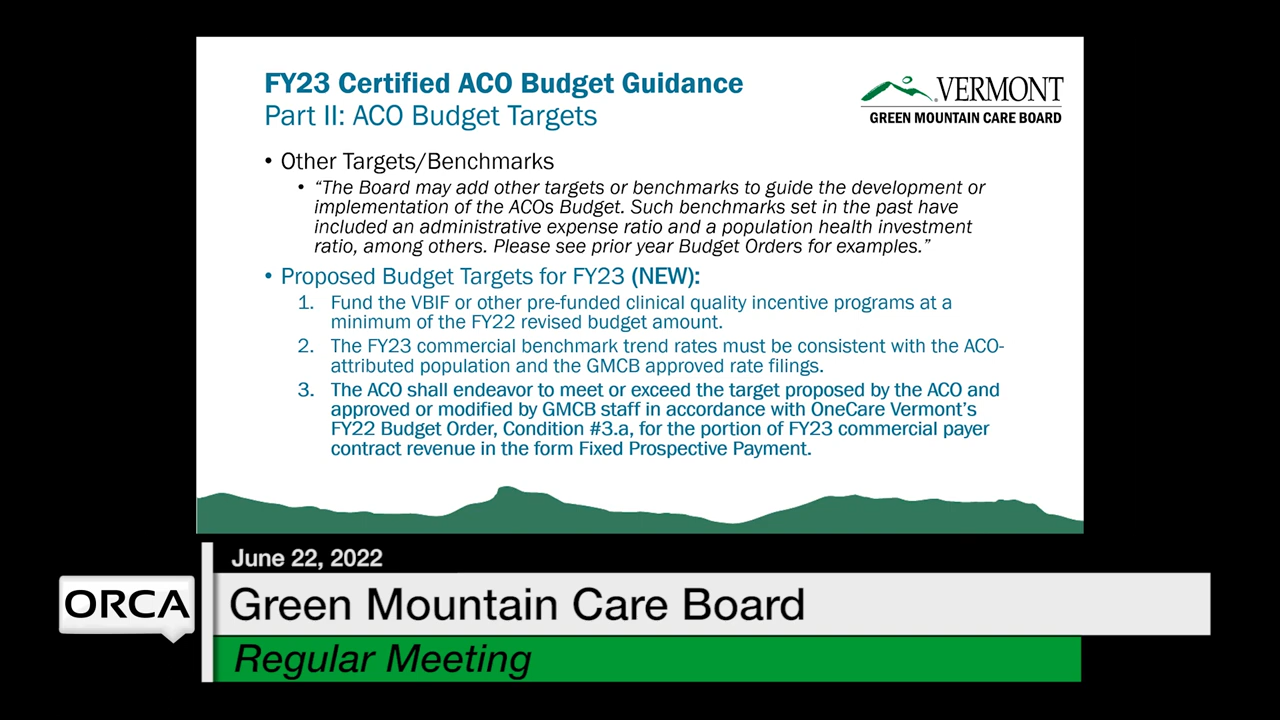 FY23 Certified ACO Budget Guidance
Part II: ACO Budget Targets
VERMONT
GREEN MOUNTAIN CARE BOARD
• Other Targets/Benchmarks
• “The Board may add other targets or benchmarks to guide the development or
implementation of the ACOs Budget. Such benchmarks set in the past have
included an administrative expense ratio and a population health investment
ratio, among others. Please see prior year Budget Orders for examples.”
• Proposed Budget Targets for FY23 (NEW):
1. Fund the VBIF or other pre-funded clinical quality incentive programs at a
minimum of the FY22 revised budget amount.
2. The FY23 commercial benchmark trend rates must be consistent with the ACO-
attributed population and the GMCB approved rate filings.
3. The ACO shall endeavor to meet or exceed the target proposed by the ACO and
approved or modified by GMCB staff in accordance with OneCare Vermont’s
FY22 Budget Order, Condition #3.a, for the portion of FY23 commercial payer
contract revenue in the form Fixed Prospective Payment.
June 22, 2022
ORCA
Green Mountain Care Board
Regular Meeting